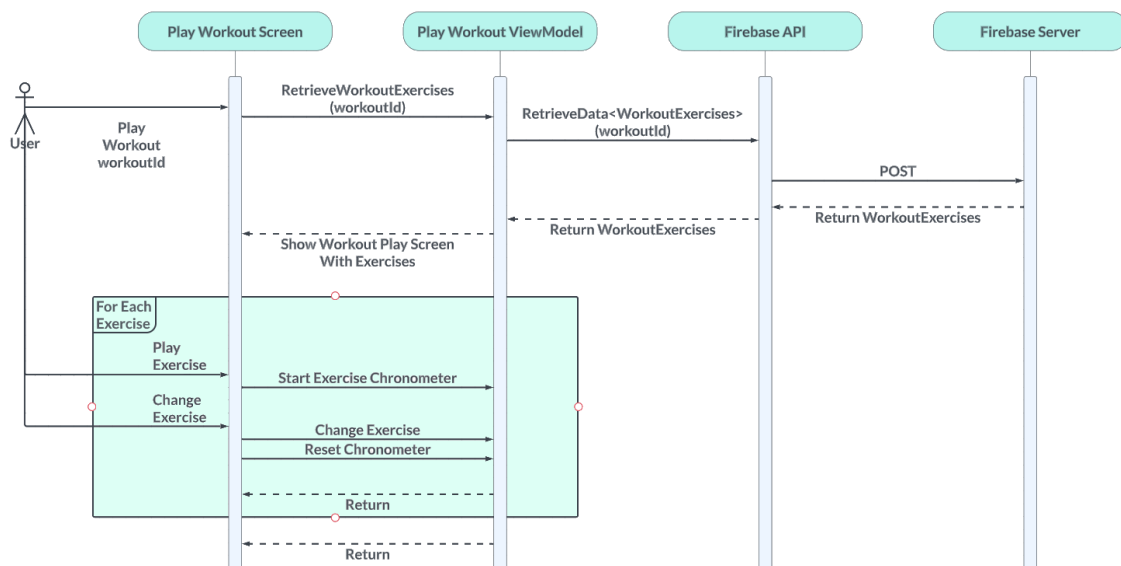 Play Workout Screen
Play Workout ViewModel
Firebase API
Firebase Server
User
Play
Workout
workoutId
RetrieveWorkoutExercises
(workoutId)
RetrieveData<WorkoutExercises>
(workoutId)
POST
Return WorkoutExercises
Return WorkoutExercises
Show Workout Play Screen
With Exercises
For Each
Exercise
Play
Exercise
Start Exercise Chronometer
Change
Exercise
Change Exercise
Reset Chronometer
Return
Return